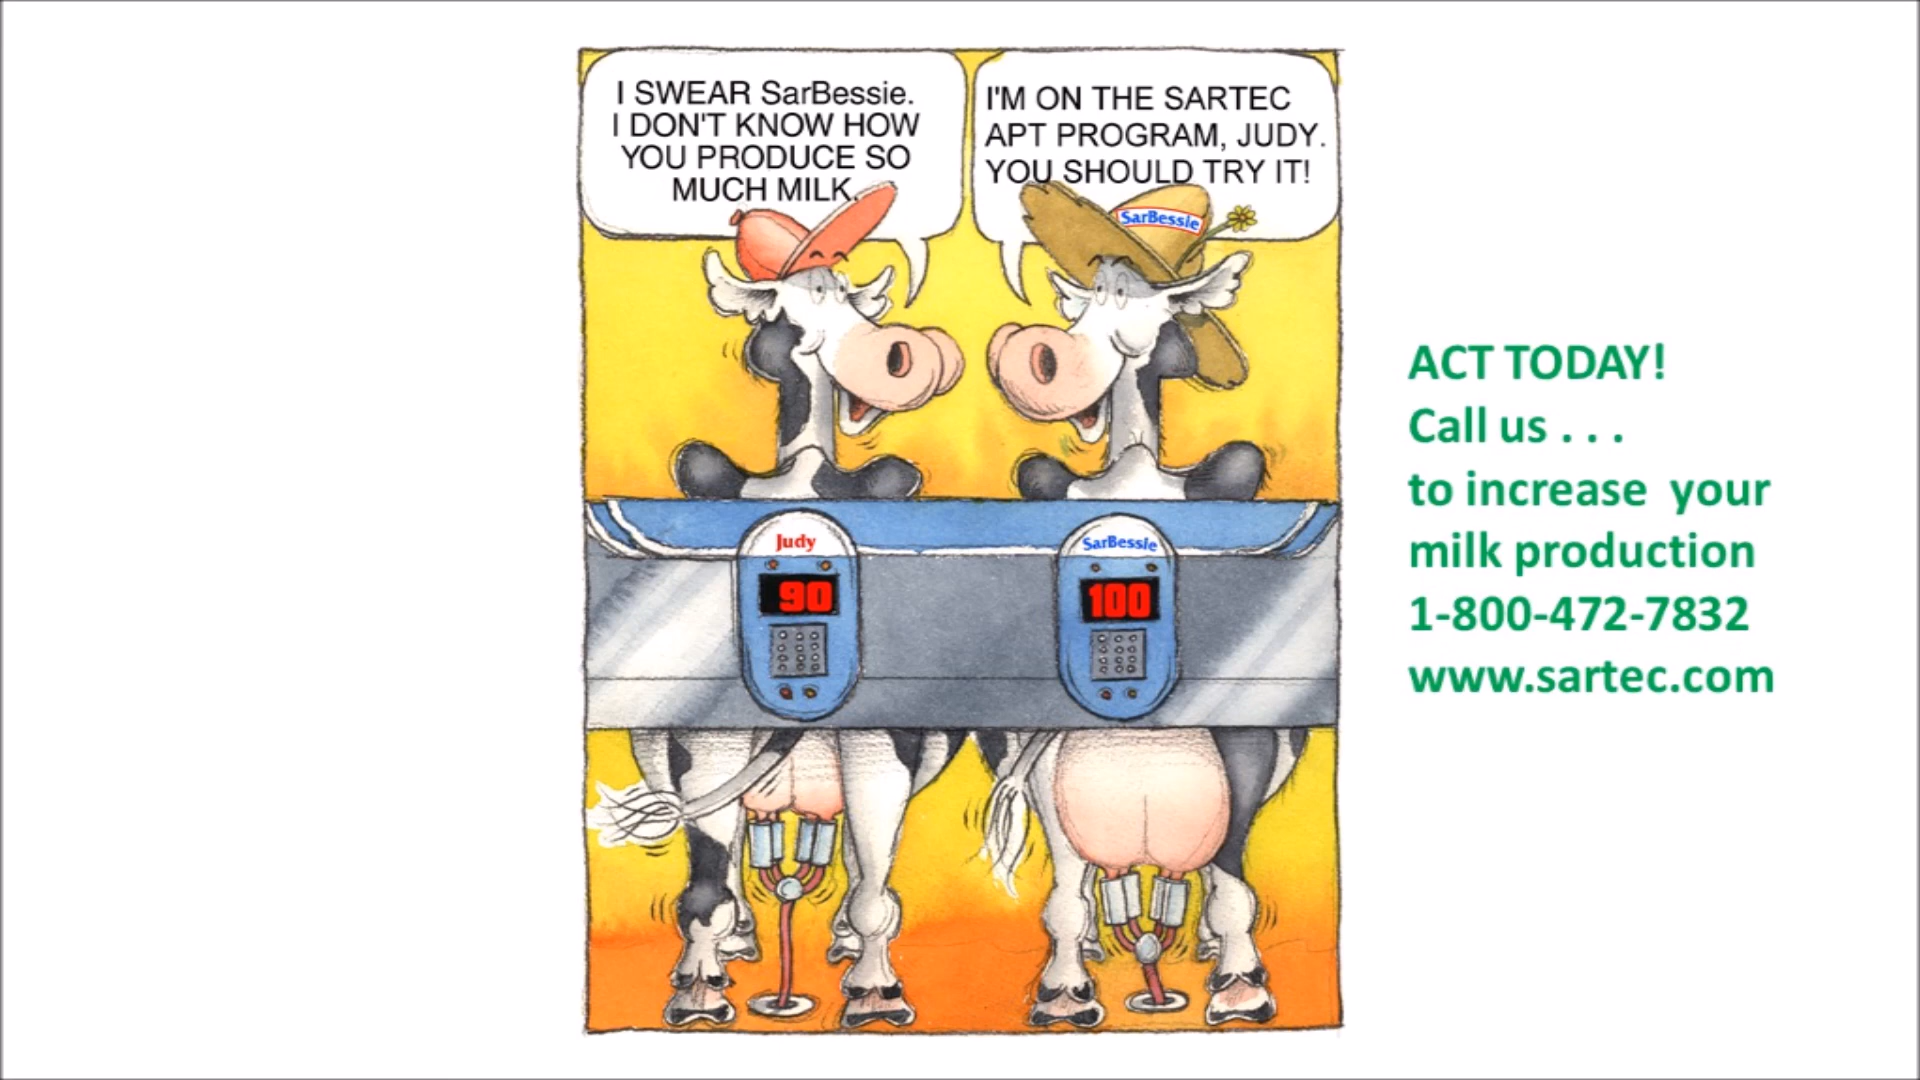 I SWEAR SarBessie.
I DON'T KNOW HOW
YOU PRODUCE SO
MUCH MILK.
I'M ON THE SARTEC
APT PROGRAM, JUDY.
YOU SHOULD TRY IT!
SarBessie
Judy
90
SarBessie
100
ACT TODAY!
Call us . . .
to increase your
milk production
1-800-472-7832
www.sartec.com